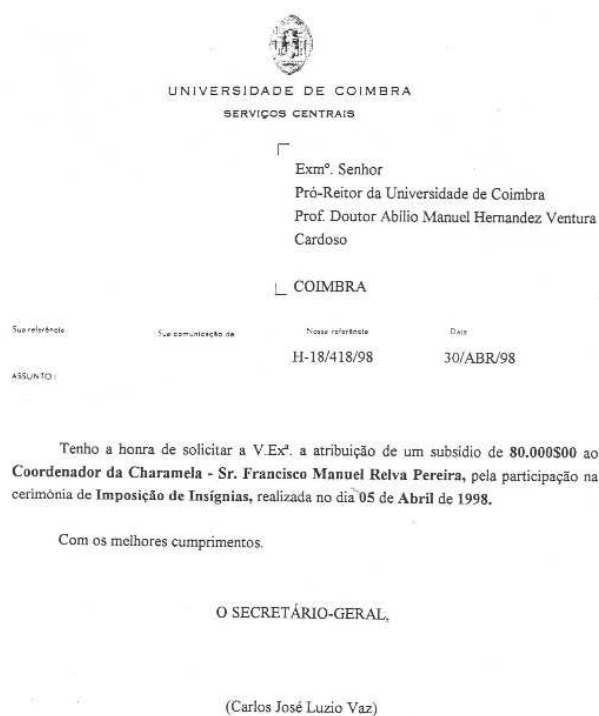 UNIVERSIDADE DE COIMBRA
SERVIÇOS CENTRAIS
Exmº. Senhor
Pró-Reitor da Universidade de Coimbra
Prof. Doutor Abílio Manuel Hernandez Ventura
Cardoso
COIMBRA
Sua referência Sua comunicação de Nossa referência Data
H-18/418/98 30/ABR/98
ASSUNTO:
Tenho a honra de solicitar a V.Exª. a atribuição de um subsídio de 80.000$00 ao
Coordenador da Charamela - Sr. Francisco Manuel Relva Pereira, pela participação na
cerimónia de Imposição de Insígnias, realizada no dia 05 de Abril de 1998.
Com os melhores cumprimentos.
O SECRETÁRIO-GERAL,
(Carlos José Luzio Vaz)